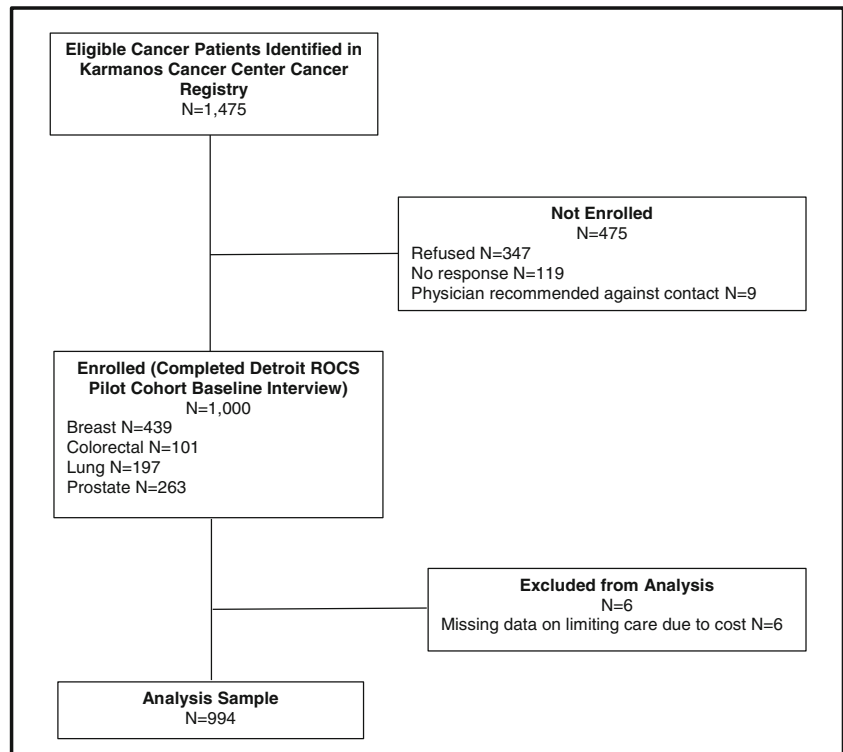 Eligible Cancer Patients Identified in
Karmanos Cancer Center Cancer
Registry
N=1,475
Not Enrolled
N=475
Refused N=347
No response N=119
Physician recommended against contact N=9
Enrolled (Completed Detroit ROCS
Pilot Cohort Baseline Interview)
N=1,000
Breast N=439
Colorectal N=101
Lung N=197
Prostate N=263
Excluded from Analysis
N=6
Missing data on limiting care due to cost N=6
Analysis Sample
N=994